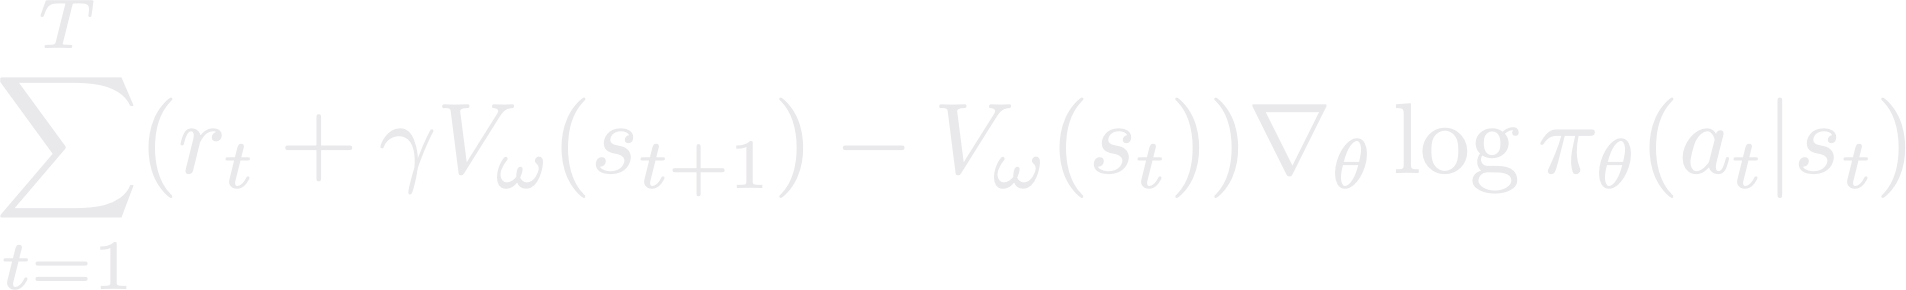 \sum_{t=1}^{T} (r_t + \gamma V_\omega(s_{t+1}) - V_\omega(s_t)) \nabla_\theta \log \pi_\theta(a_t|s_t)